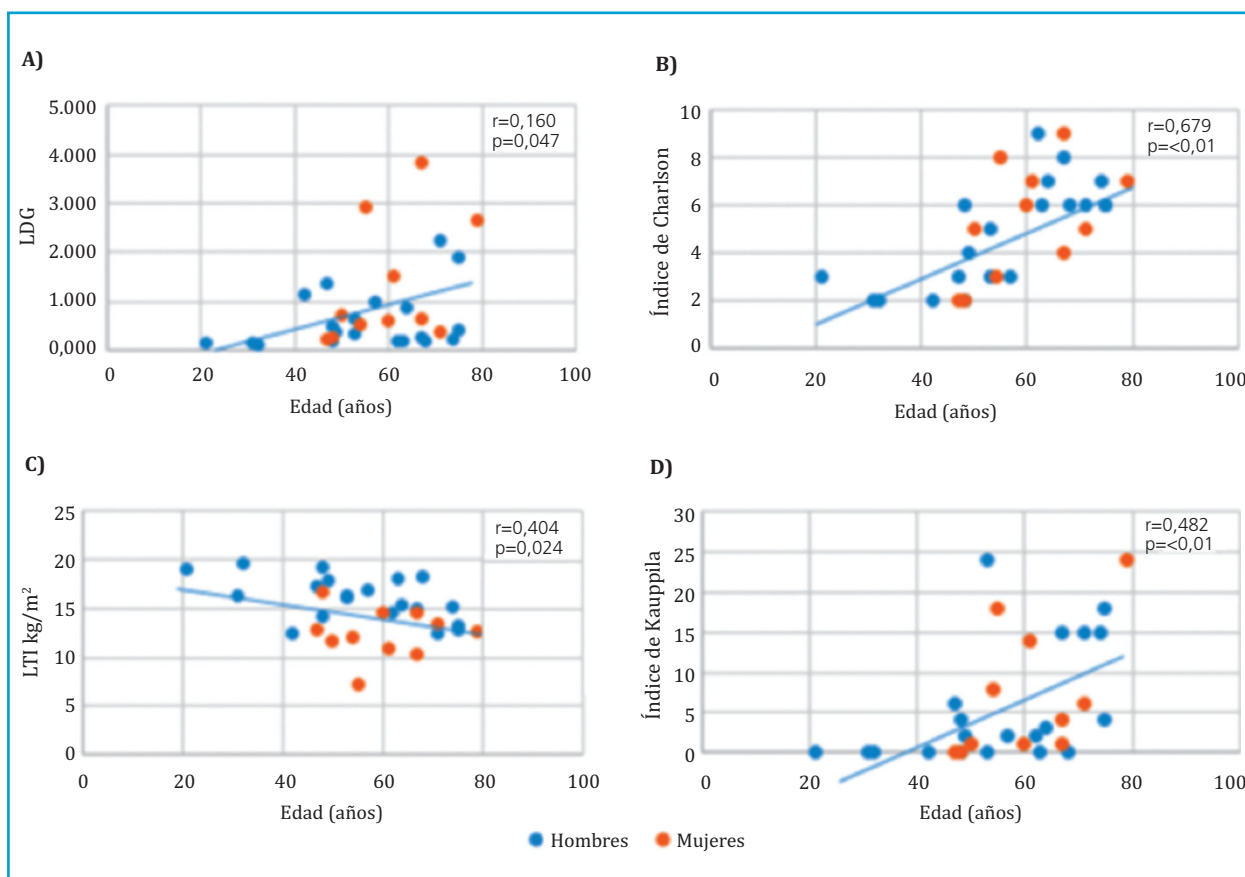 A)
5.000
4.000
3.000
2.000
1.000
0,000
LDG
r=0,160
p=0,047
0 20 40 60 80 100
Edad (años)
B)
10
8
6
4
2
0
Índice de Charlson
r=0,679
p=<0,01
0 20 40 60 80 100
Edad (años)
C)
25
20
15
10
5
0
LTI kg/m²
r=0,404
p=0,024
0 20 40 60 80 100
Edad (años)
D)
30
25
20
15
10
5
0
Índice de Kauppila
r=0,482
p=<0,01
0 20 40 60 80 100
Edad (años)
Hombres Mujeres